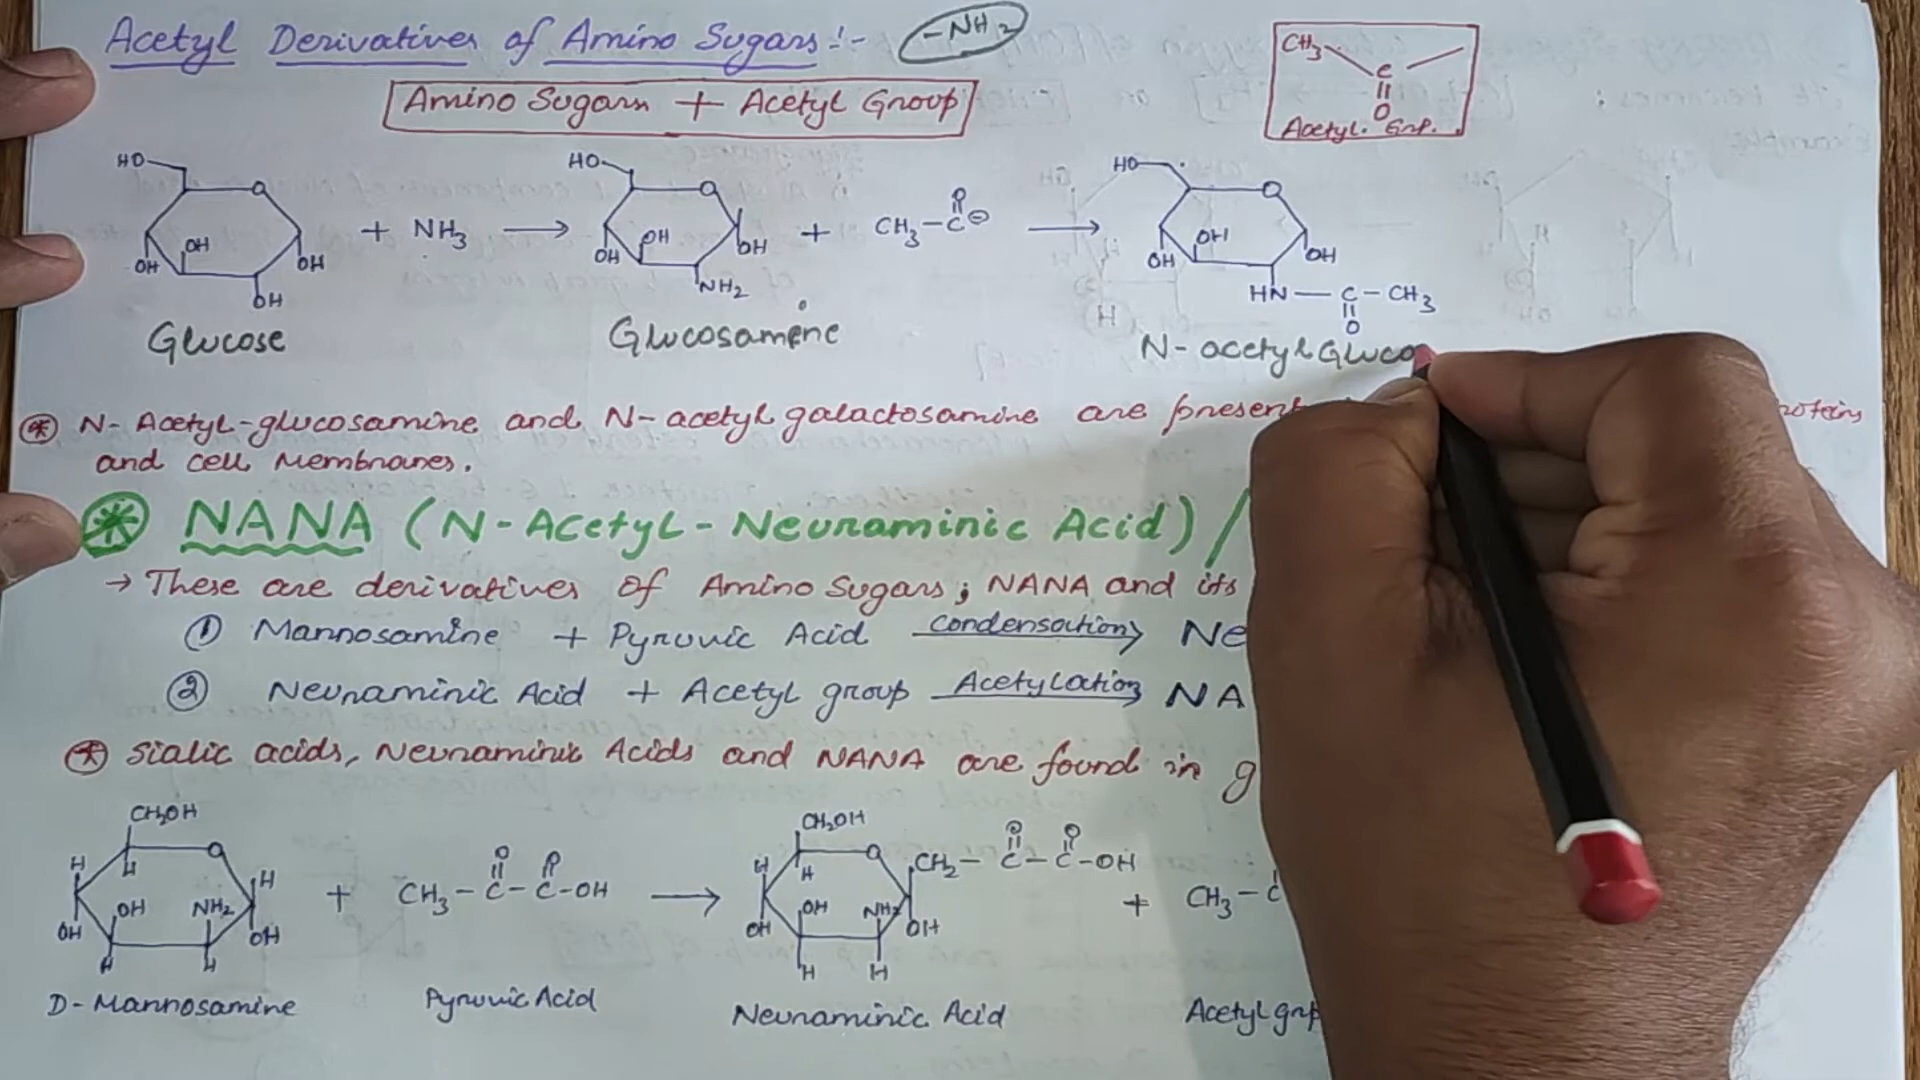 Acetyl Derivatives of Amino Sugars :- -NH2
Amino Sugars + Acetyl Group
CH3 C O
Acetyl. Grp.
HO O OH OH OH OH + NH3 → HO O OH OH OH NH2 + CH3-C O ⊖ → HO O OH OH OH HN-C-CH3 O
Glucose Glucosamine N-acetylGluco
N-Acetyl-glucosamine and N-acetyl galactosamine are present
and cell Membranes.
NANA (N-Acetyl-Neuraminic Acid) /
→ These are derivatives of Amino Sugars; NANA and its
① Mannosamine + Pyruvic Acid Condensation→ Ne
② Neuraminic Acid + Acetyl group Acetylation→ NA
Sialic acids, Neuraminic Acids and NANA are found in g
CH2OH O H H H OH OH NH2 OH H H + CH3-C-C-OH O O → CH2OH O H H OH OH NH2 OH H H CH2-C-C-OH O O + CH3-C
D-Mannosamine Pyruvic Acid Neuraminic Acid Acetyl grp